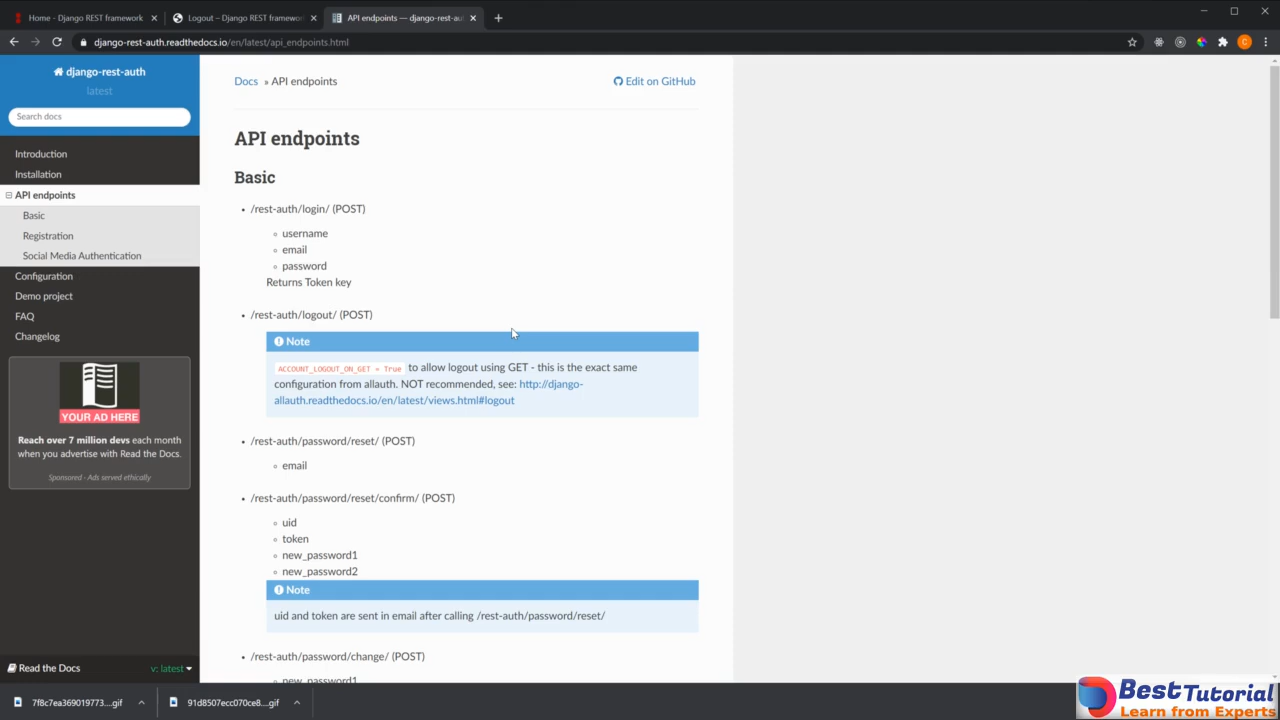 Home - Django REST framework
Logout – Django REST framework
API endpoints — django-rest-aut
django-rest-auth.readthedocs.io/en/latest/api_endpoints.html
C
django-rest-auth
latest
Search docs
Introduction
Installation
API endpoints
Basic
Registration
Social Media Authentication
Configuration
Demo project
FAQ
Changelog
YOUR AD HERE
Reach over 7 million devs each month
when you advertise with Read the Docs.
Sponsored · Ads served ethically
Read the Docs
v: latest
Docs » API endpoints
Edit on GitHub
API endpoints
Basic
/rest-auth/login/ (POST)
username
email
password
Returns Token key
/rest-auth/logout/ (POST)
Note
ACCOUNT_LOGOUT_ON_GET = True to allow logout using GET - this is the exact same
configuration from allauth. NOT recommended, see: http://django-
allauth.readthedocs.io/en/latest/views.html#logout
/rest-auth/password/reset/ (POST)
email
/rest-auth/password/reset/confirm/ (POST)
uid
token
new_password1
new_password2
Note
uid and token are sent in email after calling /rest-auth/password/reset/
/rest-auth/password/change/ (POST)
new_password1
7f8c7ea369019773....gif
91d8507ecc070ce8....gif
BestTutorial
Learn from Experts